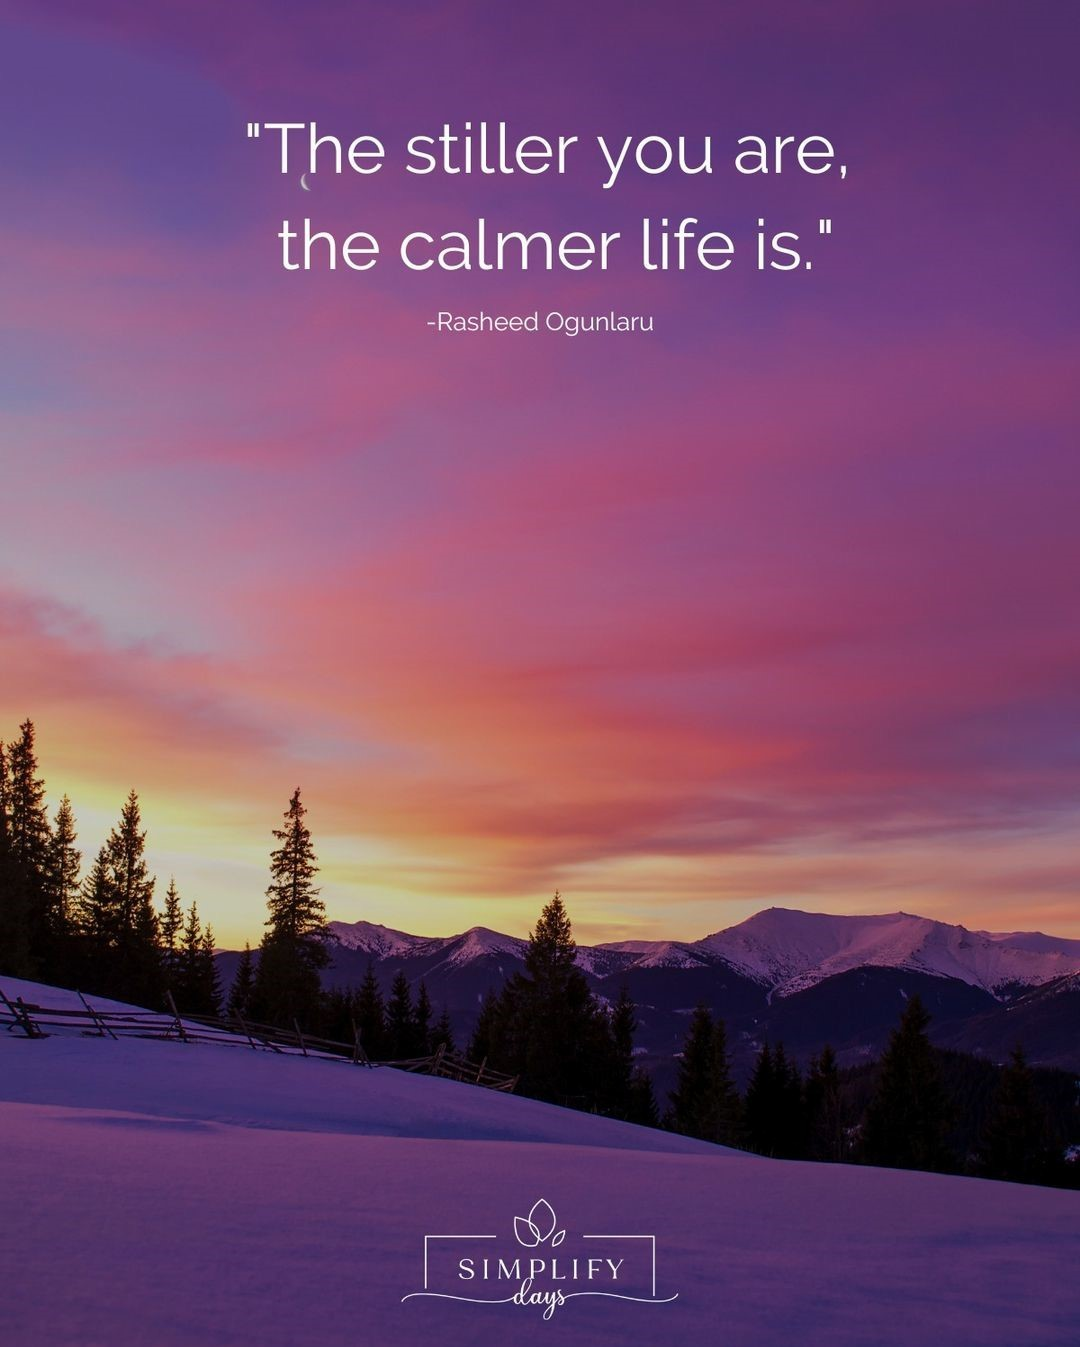 "The stiller you are,
the calmer life is."
-Rasheed Ogunlaru
SIMPLIFY
days